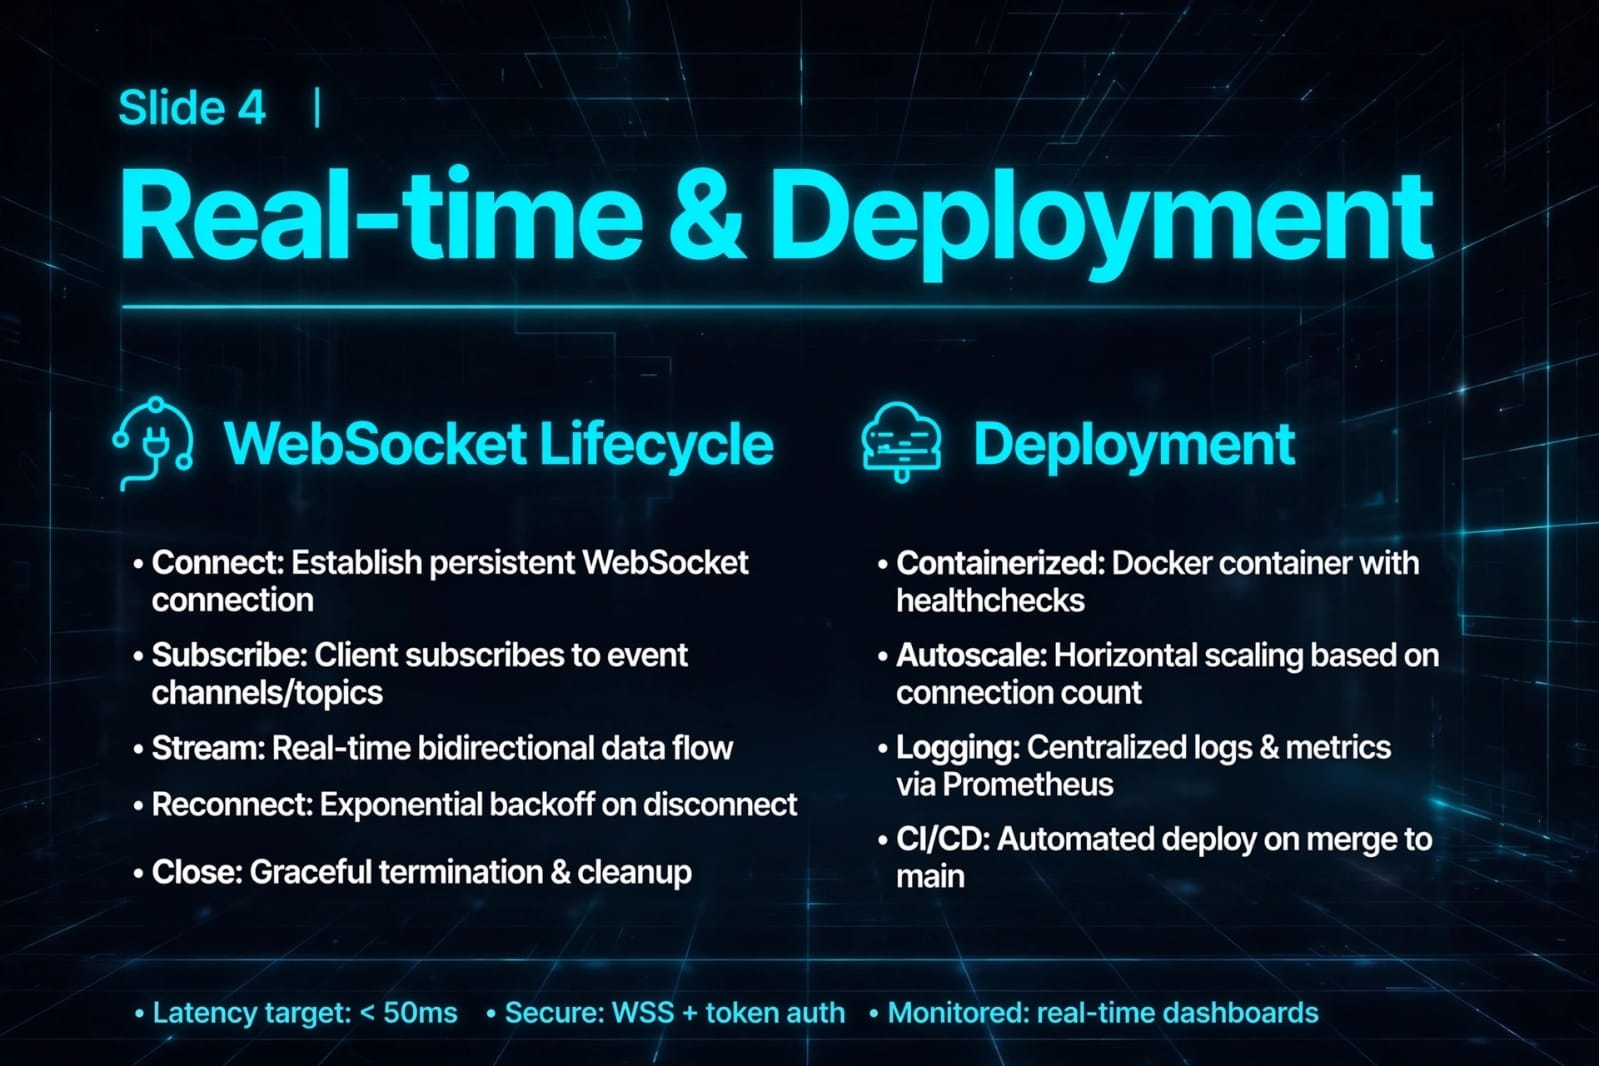 Slide 4 |
Real-time & Deployment
WebSocket Lifecycle
• Connect: Establish persistent WebSocket
connection
• Subscribe: Client subscribes to event
channels/topics
• Stream: Real-time bidirectional data flow
• Reconnect: Exponential backoff on disconnect
• Close: Graceful termination & cleanup
Deployment
• Containerized: Docker container with
healthchecks
• Autoscale: Horizontal scaling based on
connection count
• Logging: Centralized logs & metrics
via Prometheus
• CI/CD: Automated deploy on merge to
main
• Latency target: < 50ms • Secure: WSS + token auth • Monitored: real-time dashboards